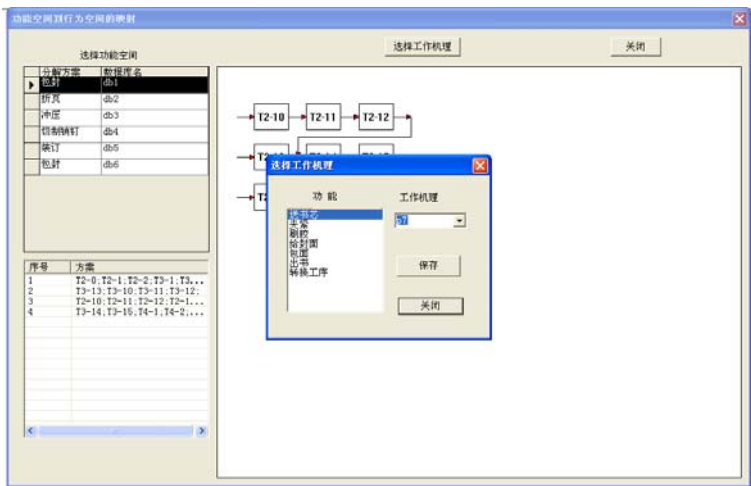 功能空间到行为空间的映射
选择功能空间
选择工作机理
关闭
分解方案 数据库名
包封 db1
折页 db2
冲压 db3
切制销钉 db4
装订 db5
包封 db6
T2-10 T2-11 T2-12
选择工作机理
功 能
工作机理
送书芯
夹紧
刷胶
给封面
包面
出书
转换工序
保存
关闭
序号 方案
1 T2-0;T2-1;T2-2;T3-1;T3...
2 T3-13;T3-10;T3-11;T3-12;
3 T2-10;T2-11;T2-12;T2-1...
4 T3-14;T3-15;T4-1;T4-2;...